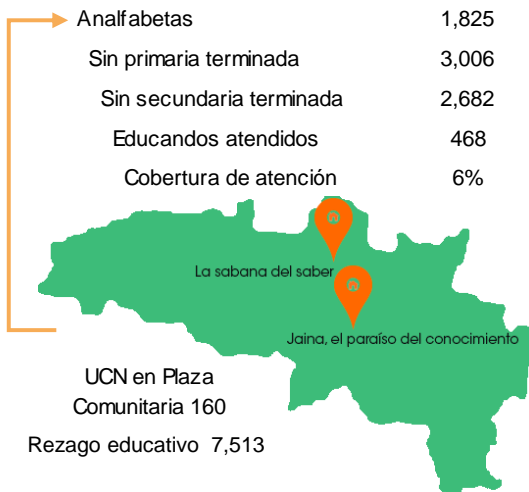 Analfabetas 1,825
Sin primaria terminada 3,006
Sin secundaria terminada 2,682
Educandos atendidos 468
Cobertura de atención 6%
La sabana del saber
Jaina, el paraíso del conocimiento
UCN en Plaza
Comunitaria 160
Rezago educativo 7,513